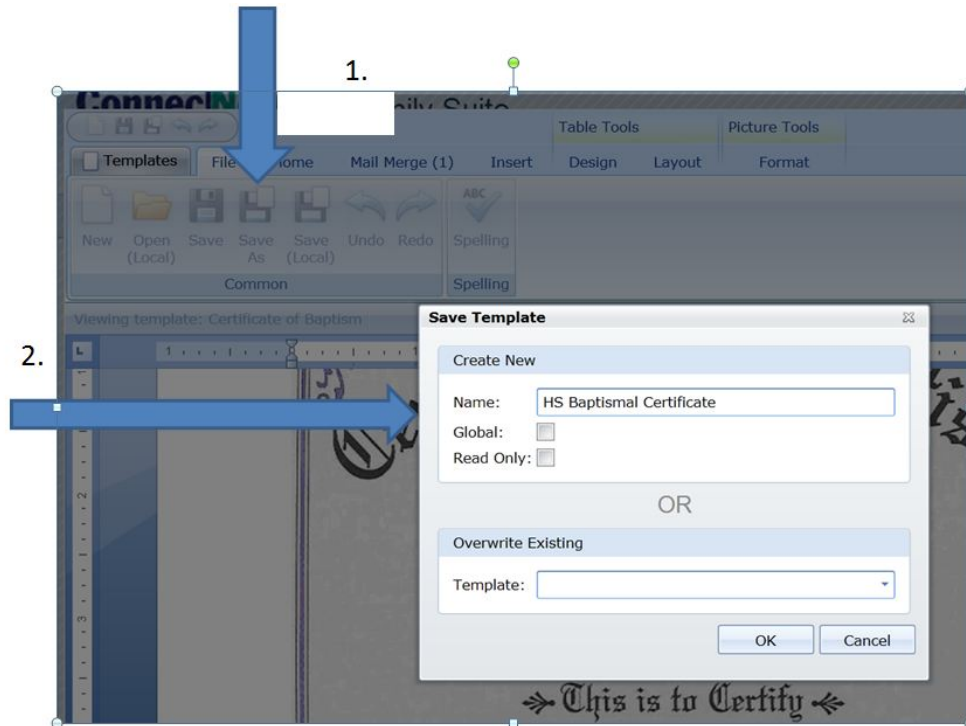 1.
ily Suite
Table Tools Picture Tools
Templates File Home Mail Merge (1) Insert Design Layout Format
ABC
New Open (Local) Save Save As Save (Local) Undo Redo Spelling
Common Spelling
Viewing template: Certificate of Baptism
Save Template
2.
Create New
Name: HS Baptismal Certificate
Global:
Read Only:
OR
Overwrite Existing
Template:
OK Cancel
This is to Certify